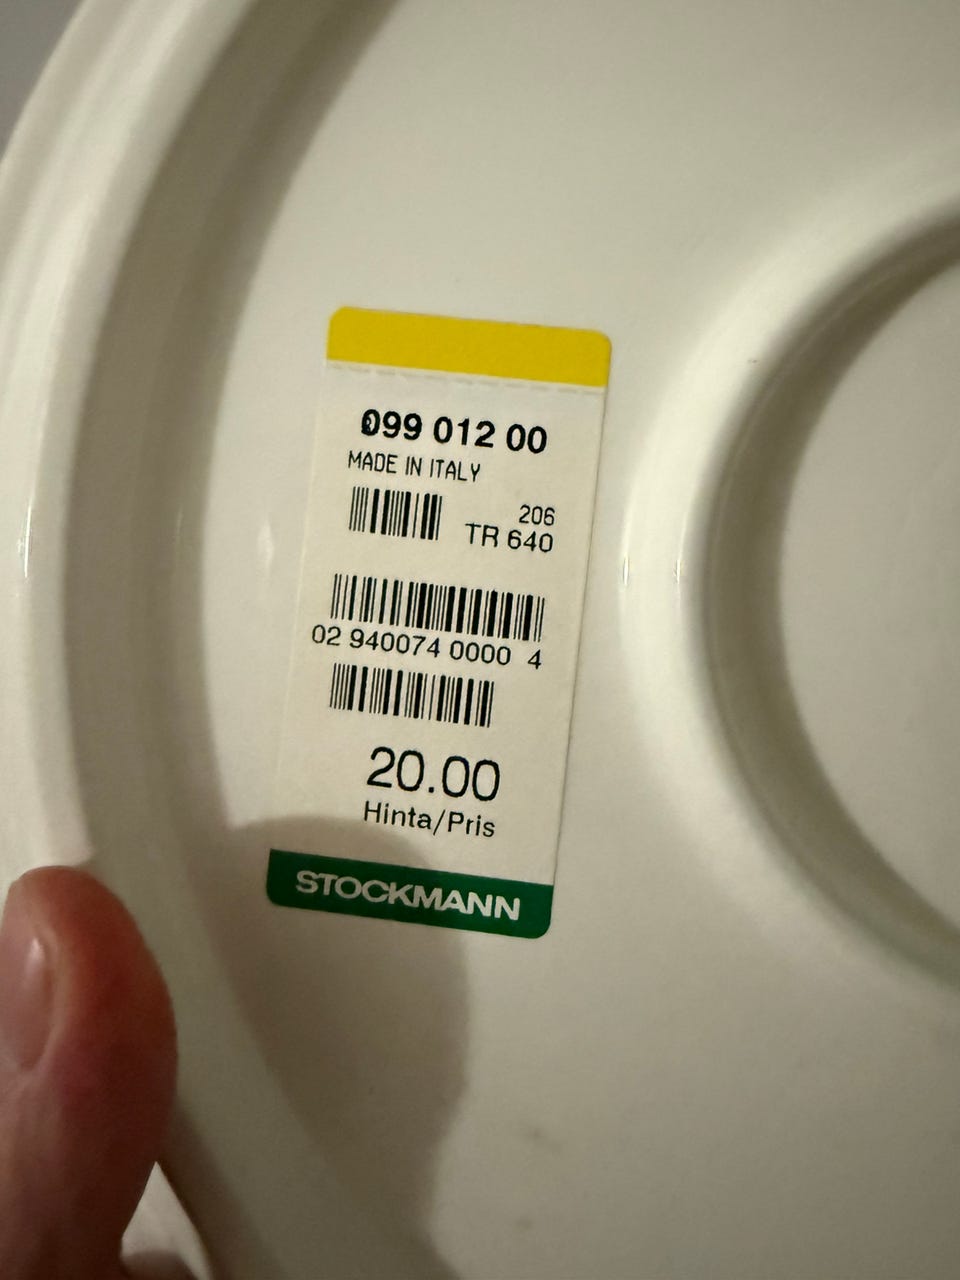 099 012 00
MADE IN ITALY
206
TR 640
02 940074 0000 4
20.00
Hinta/Pris
STOCKMANN